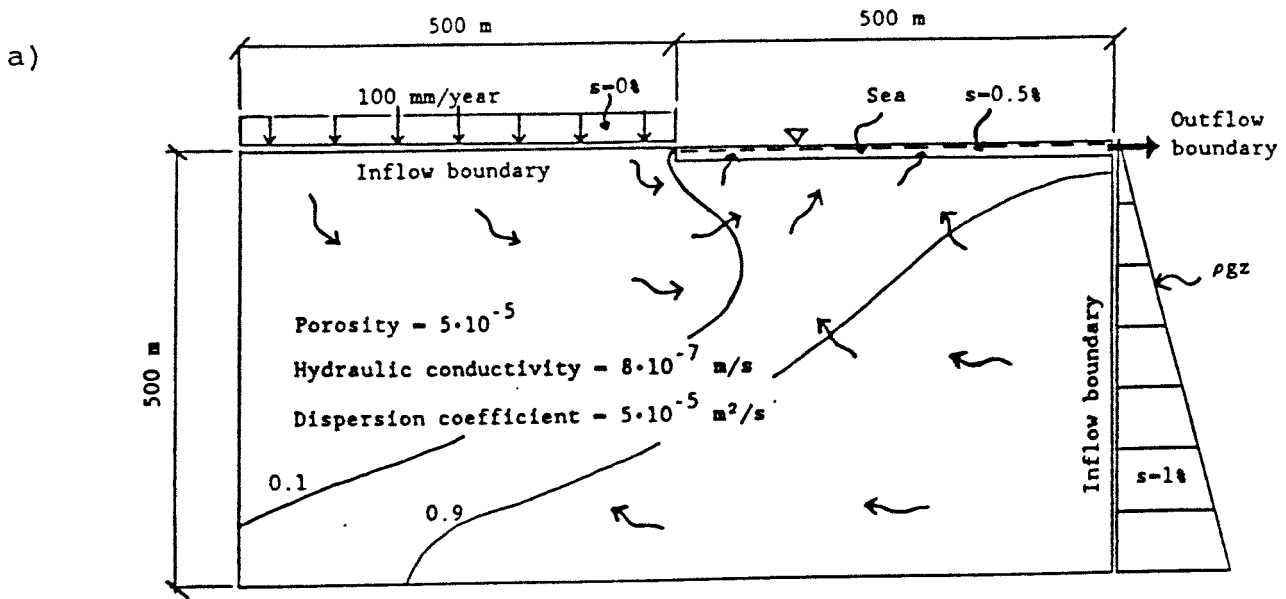 a)
500 m
500 m
100 mm/year
s=0%
Sea
s=0.5%
Outflow
boundary
Inflow boundary
ρgz
Porosity = 5·10⁻⁵
Hydraulic conductivity = 8·10⁻⁷ m/s
Dispersion coefficient = 5·10⁻⁵ m²/s
500 m
Inflow boundary
s=1%
0.1
0.9